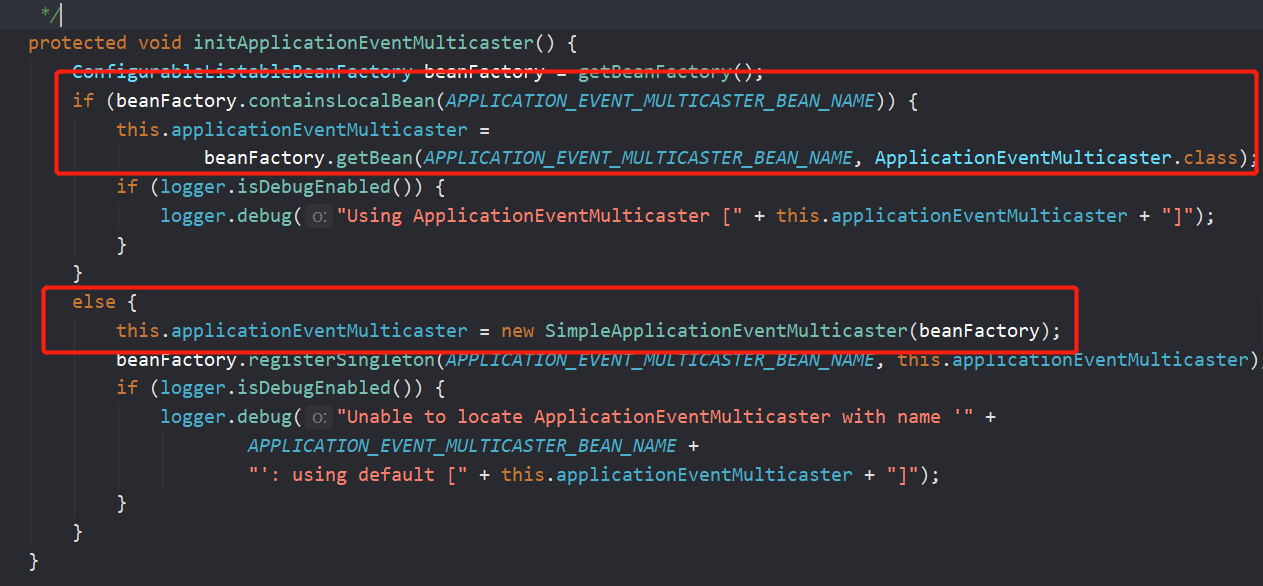 */
protected void initApplicationEventMulticaster() {
ConfigurableListableBeanFactory beanFactory = getBeanFactory();
if (beanFactory.containsLocalBean(APPLICATION_EVENT_MULTICASTER_BEAN_NAME)) {
this.applicationEventMulticaster =
beanFactory.getBean(APPLICATION_EVENT_MULTICASTER_BEAN_NAME, ApplicationEventMulticaster.class);
if (logger.isDebugEnabled()) {
logger.debug( o: "Using ApplicationEventMulticaster [" + this.applicationEventMulticaster + "]");
}
}
else {
this.applicationEventMulticaster = new SimpleApplicationEventMulticaster(beanFactory);
beanFactory.registerSingleton(APPLICATION_EVENT_MULTICASTER_BEAN_NAME, this.applicationEventMulticaster)
if (logger.isDebugEnabled()) {
logger.debug( o: "Unable to locate ApplicationEventMulticaster with name '" +
APPLICATION_EVENT_MULTICASTER_BEAN_NAME +
"': using default [" + this.applicationEventMulticaster + "]");
}
}
}